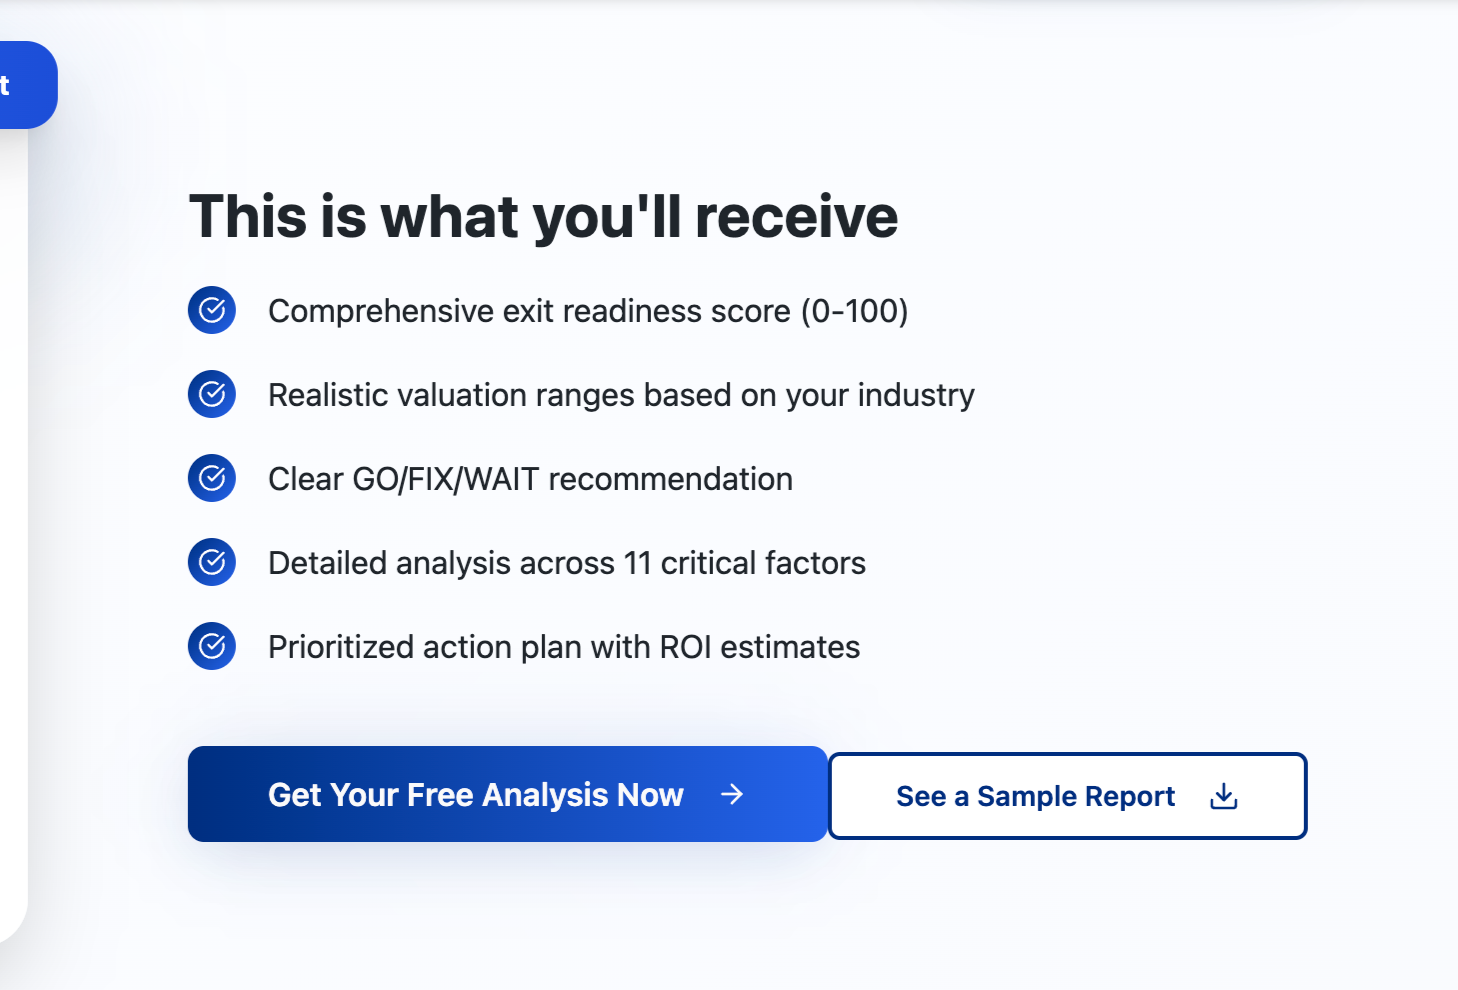 t
This is what you'll receive
Comprehensive exit readiness score (0-100)
Realistic valuation ranges based on your industry
Clear GO/FIX/WAIT recommendation
Detailed analysis across 11 critical factors
Prioritized action plan with ROI estimates
Get Your Free Analysis Now
See a Sample Report